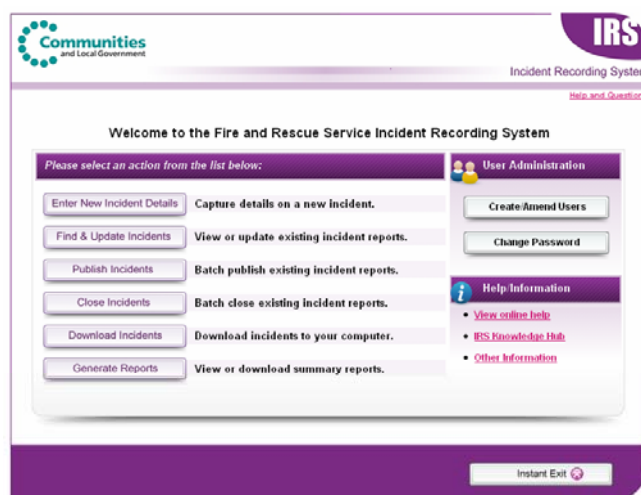 Communities
and Local Government
IRS
Incident Recording System
Help and Question
Welcome to the Fire and Rescue Service Incident Recording System
Please select an action from the list below:
Enter New Incident Details
Capture details on a new incident.
Find & Update Incidents
View or update existing incident reports.
Publish Incidents
Batch publish existing incident reports.
Close Incidents
Batch close existing incident reports.
Download Incidents
Download incidents to your computer.
Generate Reports
View or download summary reports.
User Administration
Create/Amend Users
Change Password
Help/Information
View online help
IRS Knowledge Hub
Other Information
Instant Exit